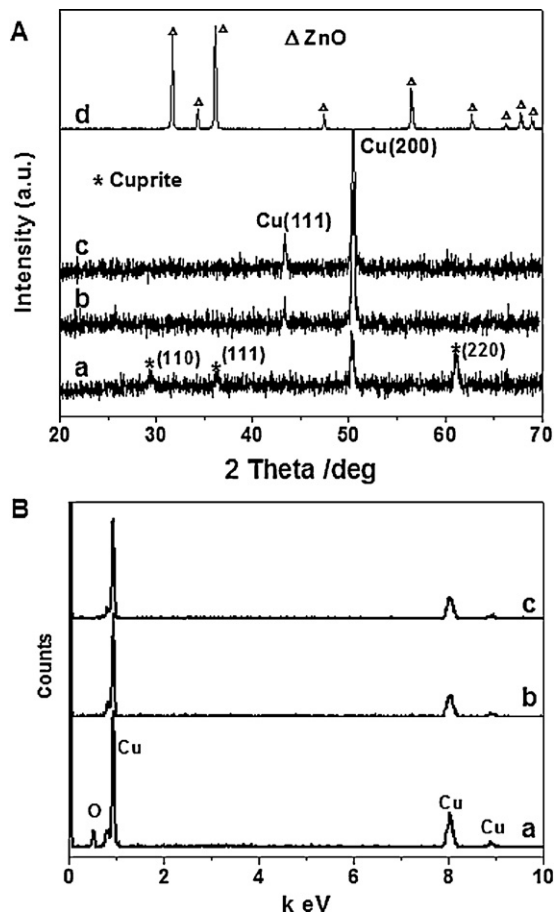 A
Δ ZnO
Δ
Δ
Δ
Δ
Δ
Δ
Δ
Δ
Δ
d
Cu(200)
* Cuprite
Cu(111)
c
b
a
*(110)
*(111)
*(220)
Intensity (a.u.)
20 30 40 50 60 70
2 Theta /deg
B
c
b
a
Cu
O
Cu
Cu
counts
0 2 4 6 8 10
k eV